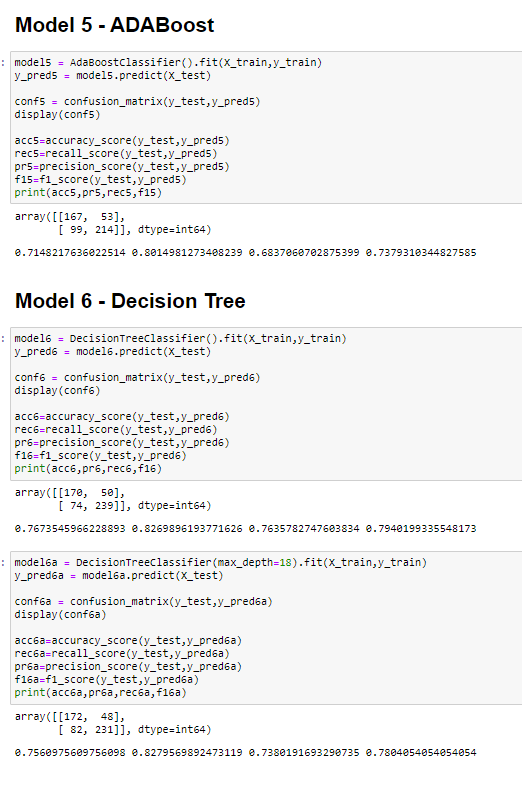 Model 5 - ADABoost
: model5 = AdaBoostClassifier().fit(X_train,y_train)
y_pred5 = model5.predict(X_test)
conf5 = confusion_matrix(y_test,y_pred5)
display(conf5)
acc5=accuracy_score(y_test,y_pred5)
rec5=recall_score(y_test,y_pred5)
pr5=precision_score(y_test,y_pred5)
f15=f1_score(y_test,y_pred5)
print(acc5,pr5,rec5,f15)
array([[167,  53],
       [ 99, 214]], dtype=int64)
0.7148217636022514 0.8014981273408239 0.6837060702875399 0.7379310344827585
Model 6 - Decision Tree
: model6 = DecisionTreeClassifier().fit(X_train,y_train)
y_pred6 = model6.predict(X_test)
conf6 = confusion_matrix(y_test,y_pred6)
display(conf6)
acc6=accuracy_score(y_test,y_pred6)
rec6=recall_score(y_test,y_pred6)
pr6=precision_score(y_test,y_pred6)
f16=f1_score(y_test,y_pred6)
print(acc6,pr6,rec6,f16)
array([[170,  50],
       [ 74, 239]], dtype=int64)
0.7673545966228893 0.8269896193771626 0.7635782747603834 0.7940199335548173
: model6a = DecisionTreeClassifier(max_depth=18).fit(X_train,y_train)
y_pred6a = model6a.predict(X_test)
conf6a = confusion_matrix(y_test,y_pred6a)
display(conf6a)
acc6a=accuracy_score(y_test,y_pred6a)
rec6a=recall_score(y_test,y_pred6a)
pr6a=precision_score(y_test,y_pred6a)
f16a=f1_score(y_test,y_pred6a)
print(acc6a,pr6a,rec6a,f16a)
array([[172,  48],
       [ 82, 231]], dtype=int64)
0.7560975609756098 0.8279569892473119 0.7380191693290735 0.7804054054054054